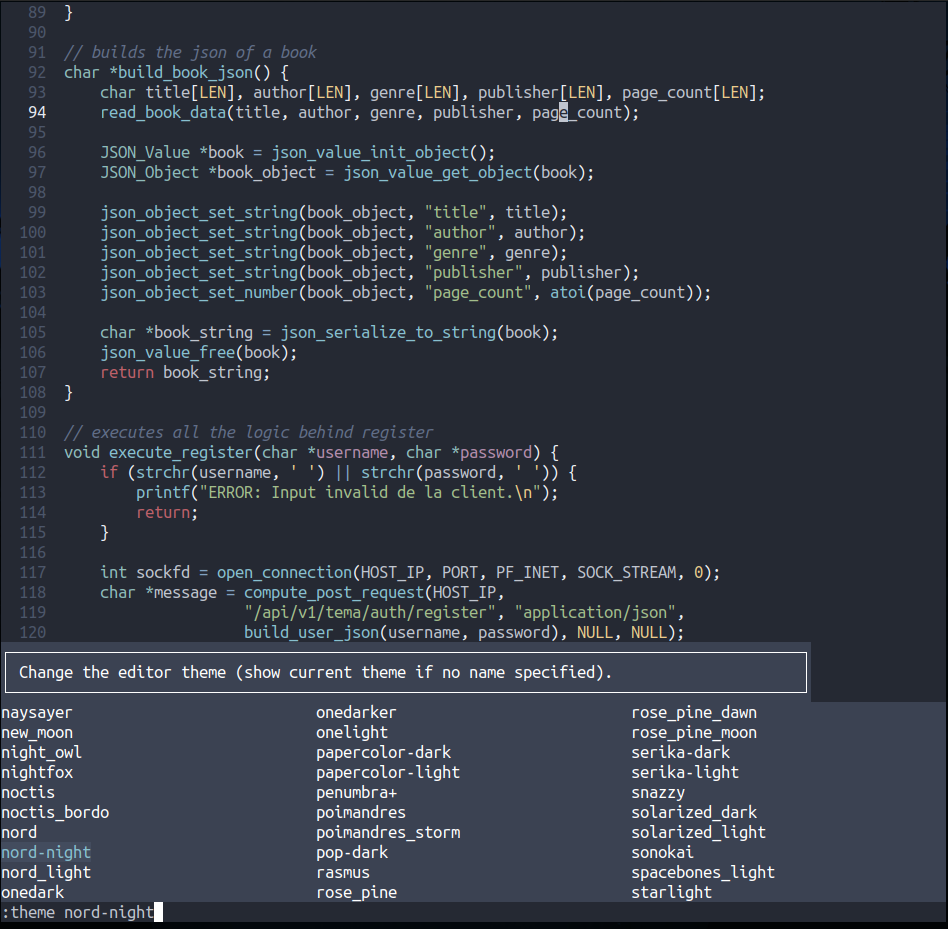 89 }
90
91 // builds the json of a book
92 char *build_book_json() {
93     char title[LEN], author[LEN], genre[LEN], publisher[LEN], page_count[LEN];
94     read_book_data(title, author, genre, publisher, page_count);
95
96     JSON_Value *book = json_value_init_object();
97     JSON_Object *book_object = json_value_get_object(book);
98
99     json_object_set_string(book_object, "title", title);
100     json_object_set_string(book_object, "author", author);
101     json_object_set_string(book_object, "genre", genre);
102     json_object_set_string(book_object, "publisher", publisher);
103     json_object_set_number(book_object, "page_count", atoi(page_count));
104
105     char *book_string = json_serialize_to_string(book);
106     json_value_free(book);
107     return book_string;
108 }
109
110 // executes all the logic behind register
111 void execute_register(char *username, char *password) {
112     if (strchr(username, ' ') || strchr(password, ' ')) {
113         printf("ERROR: Input invalid de la client.\n");
114         return;
115     }
116
117     int sockfd = open_connection(HOST_IP, PORT, PF_INET, SOCK_STREAM, 0);
118     char *message = compute_post_request(HOST_IP,
119                     "/api/v1/tema/auth/register", "application/json",
120                     build_user_json(username, password), NULL, NULL);
Change the editor theme (show current theme if no name specified).
naysayer onedarker rose_pine_dawn
new_moon onelight rose_pine_moon
night_owl papercolor-dark serika-dark
nightfox papercolor-light serika-light
noctis penumbra+ snazzy
noctis_bordo poimandres solarized_dark
nord poimandres_storm solarized_light
nord-night pop-dark sonokai
nord_light rasmus spacebones_light
onedark rose_pine starlight
:theme nord-night